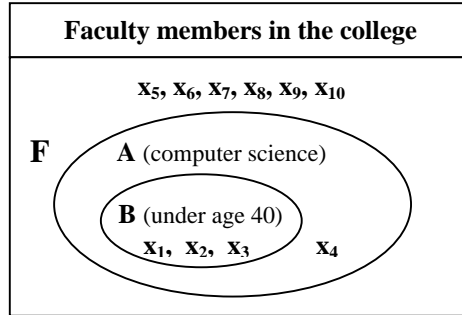 Faculty members in the college
x₅, x₆, x₇, x₈, x₉, x₁₀
F
A (computer science)
B (under age 40)
x₁, x₂, x₃ x₄